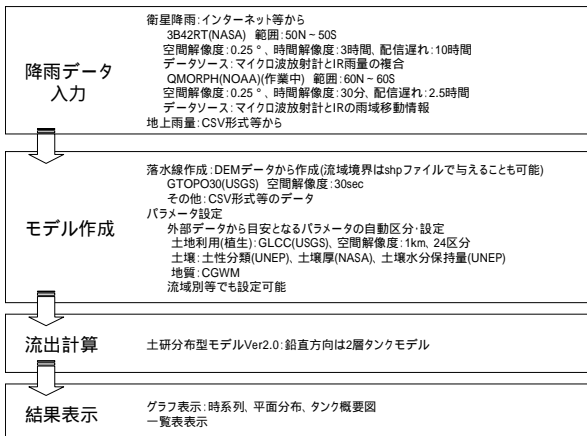 降雨データ
入力
衛星降雨:インターネット等から
3B42RT(NASA) 範囲:50N~50S
空間解像度:0.25°、時間解像度:3時間、配信遅れ:10時間
データソース:マイクロ波放射計とIR雨量の複合
QMORPH(NOAA)(作業中) 範囲:60N~60S
空間解像度:0.25°、時間解像度:30分、配信遅れ:2.5時間
データソース:マイクロ波放射計とIRの雨域移動情報
地上雨量:CSV形式等から
モデル作成
落水線作成:DEMデータから作成(流域境界はshpファイルで与えることも可能)
GTOPO30(USGS) 空間解像度:30sec
その他:CSV形式等のデータ
パラメータ設定
外部データから目安となるパラメータの自動区分・設定
土地利用(植生):GLCC(USGS)、空間解像度:1km、24区分
土壌:土性分類(UNEP)、土壌厚(NASA)、土壌水分保持量(UNEP)
地質:CGWM
流域別等でも設定可能
流出計算
土研分布型モデルVer2.0:鉛直方向は2層タンクモデル
結果表示
グラフ表示:時系列、平面分布、タンク概要図
一覧表表示